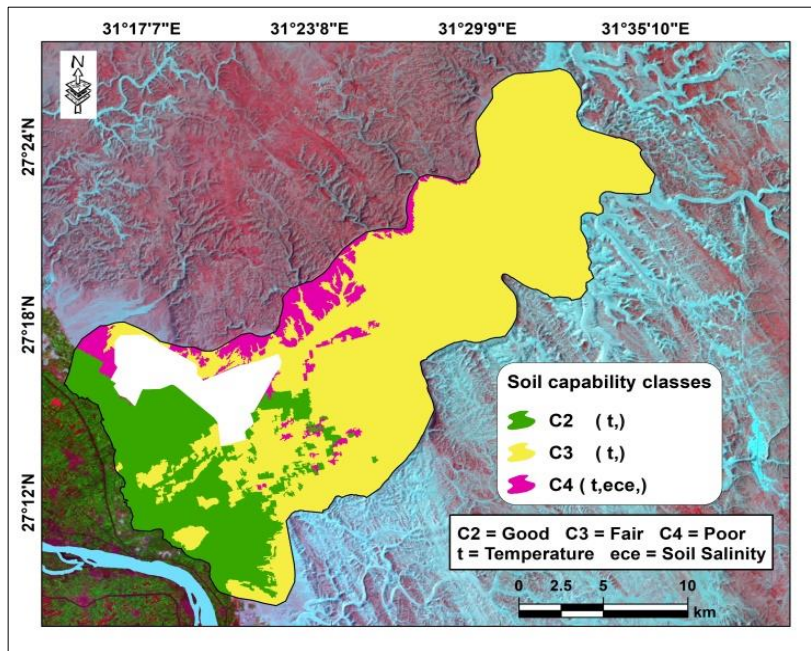 31°17'7"E 31°23'8"E 31°29'9"E 31°35'10"E
N
27°24'N
27°18'N
27°12'N
Soil capability classes
C2 ( t,)
C3 ( t,)
C4 ( t,ece,)
C2 = Good C3 = Fair C4 = Poor
t = Temperature ece = Soil Salinity
0 2.5 5 10
km